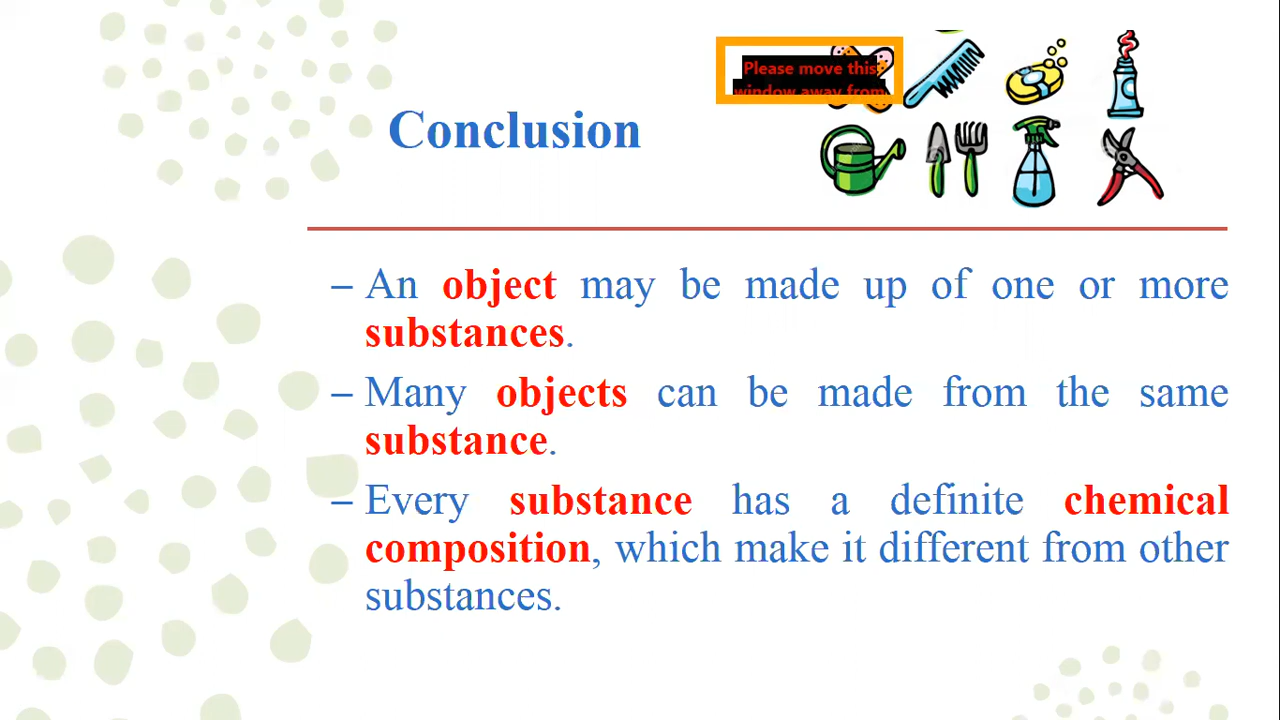 Please move this
window away from
Conclusion
– An object may be made up of one or more
substances.
– Many objects can be made from the same
substance.
– Every substance has a definite chemical
composition, which make it different from other
substances.